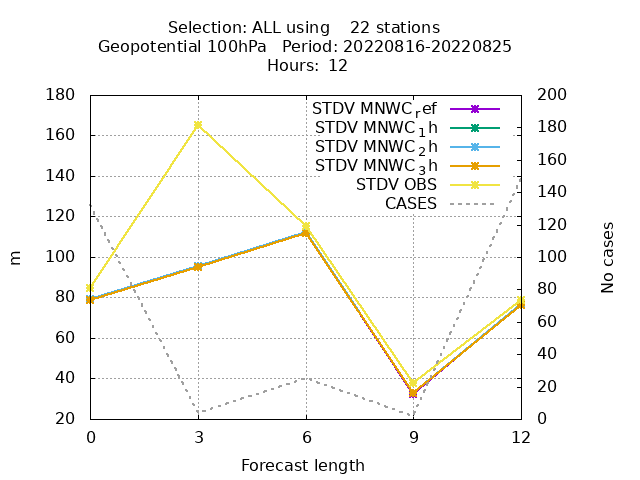 Selection: ALL using    22 stations
Geopotential 100hPa   Period: 20220816-20220825
Hours:  12
180
160
140
120
100
80
60
40
20
m
STDV MNWC_ref
STDV MNWC_1h
STDV MNWC_2h
STDV MNWC_3h
STDV OBS
CASES
200
180
160
140
120
100
80
60
40
20
0
No cases
0 3 6 9 12
Forecast length